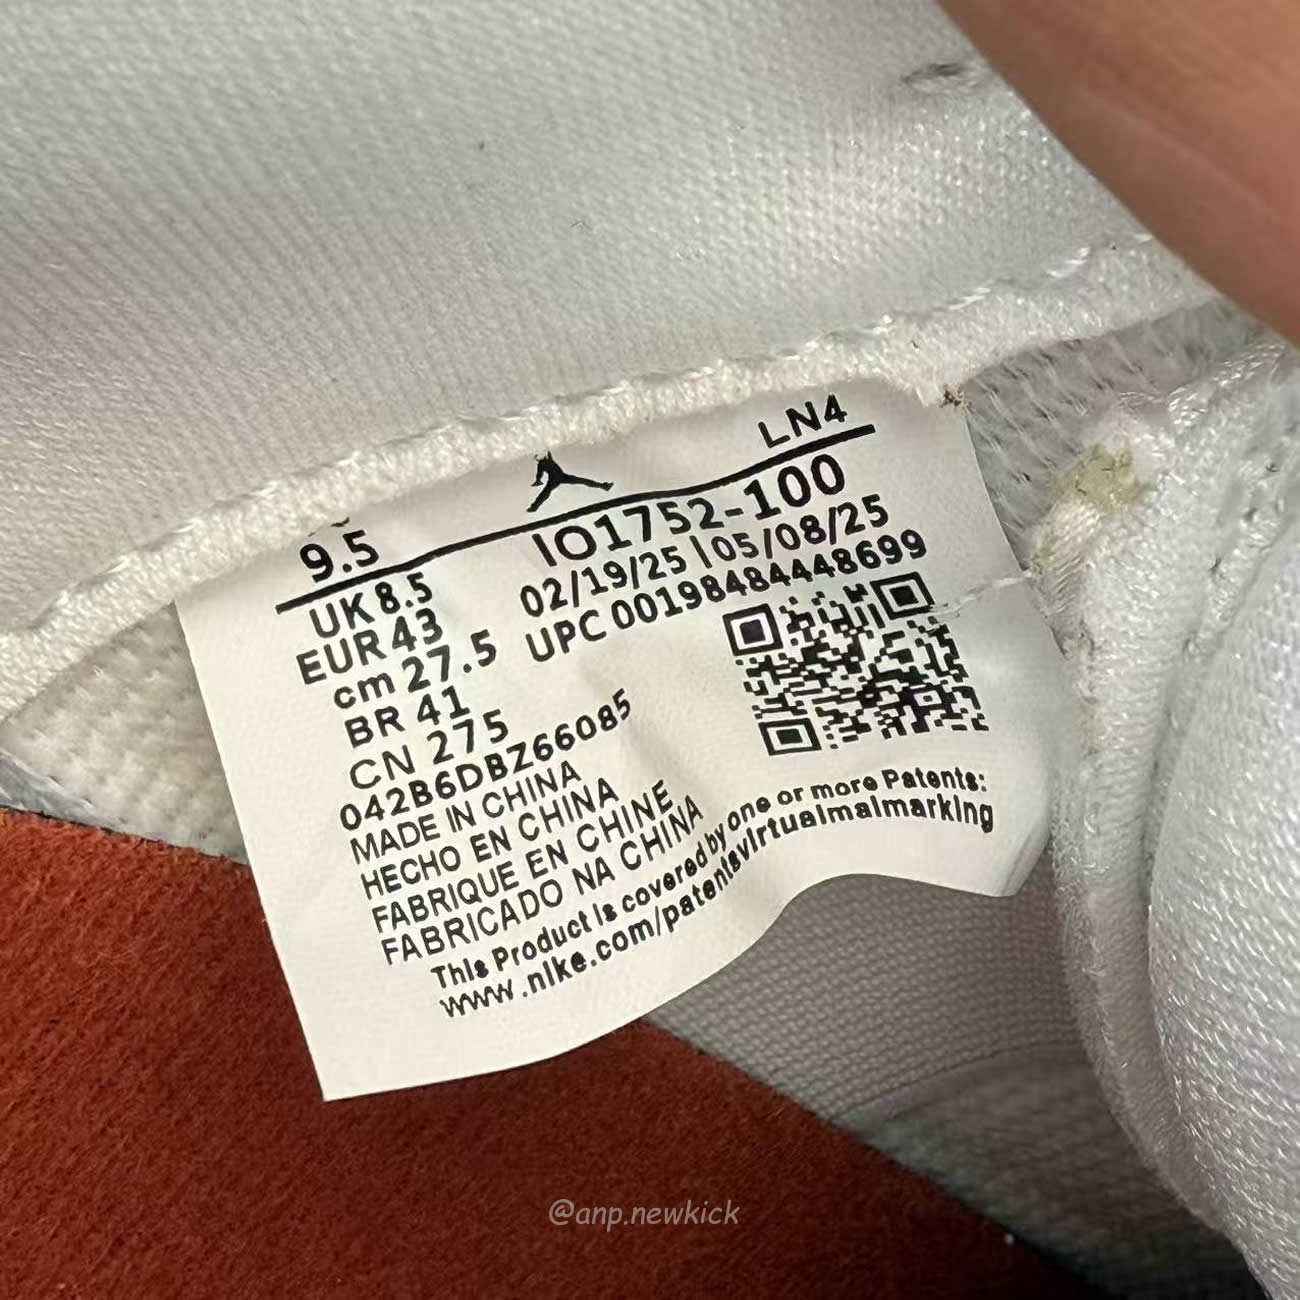 LN4
9.5
IO1752-100
UK 8.5
02/19/25 | 05/08/25
EUR 43
UPC 00198484448699
cm 27.5
BR 41
CN 275
042B6DBZ66085
MADE IN CHINA
HECHO EN CHINA
FABRIQUE EN CHINE
FABRICADO NA CHINA
This Product is covered by one or more Patents:
www.nike.com/patentsvirtualmalmarking
@anp.newkick